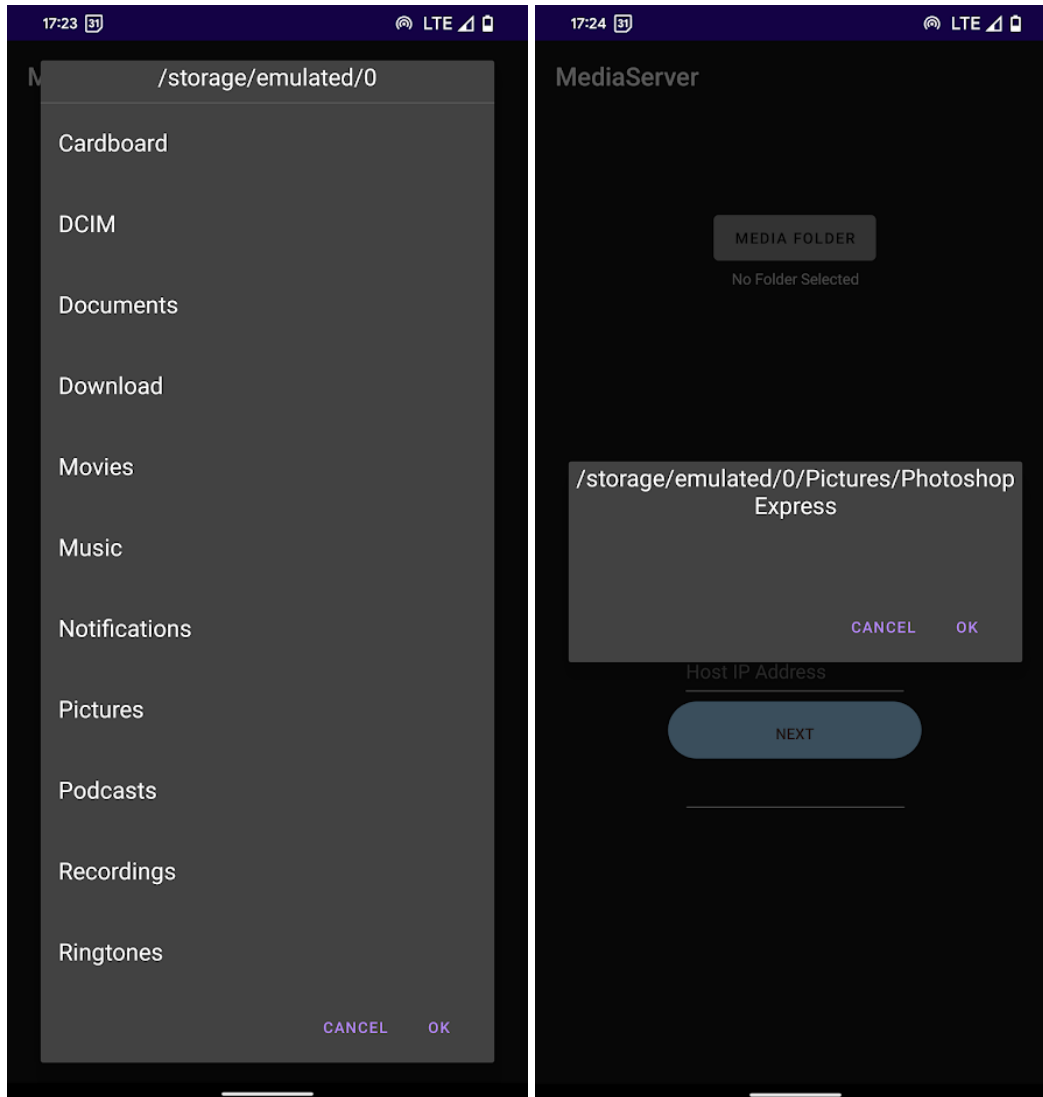 17:23 31 LTE
M
/storage/emulated/0
Cardboard
DCIM
Documents
Download
Movies
Music
Notifications
Pictures
Podcasts
Recordings
Ringtones
CANCEL OK
17:24 31 LTE
MediaServer
MEDIA FOLDER
No Folder Selected
/storage/emulated/0/Pictures/Photoshop
Express
CANCEL OK
Host IP Address
NEXT